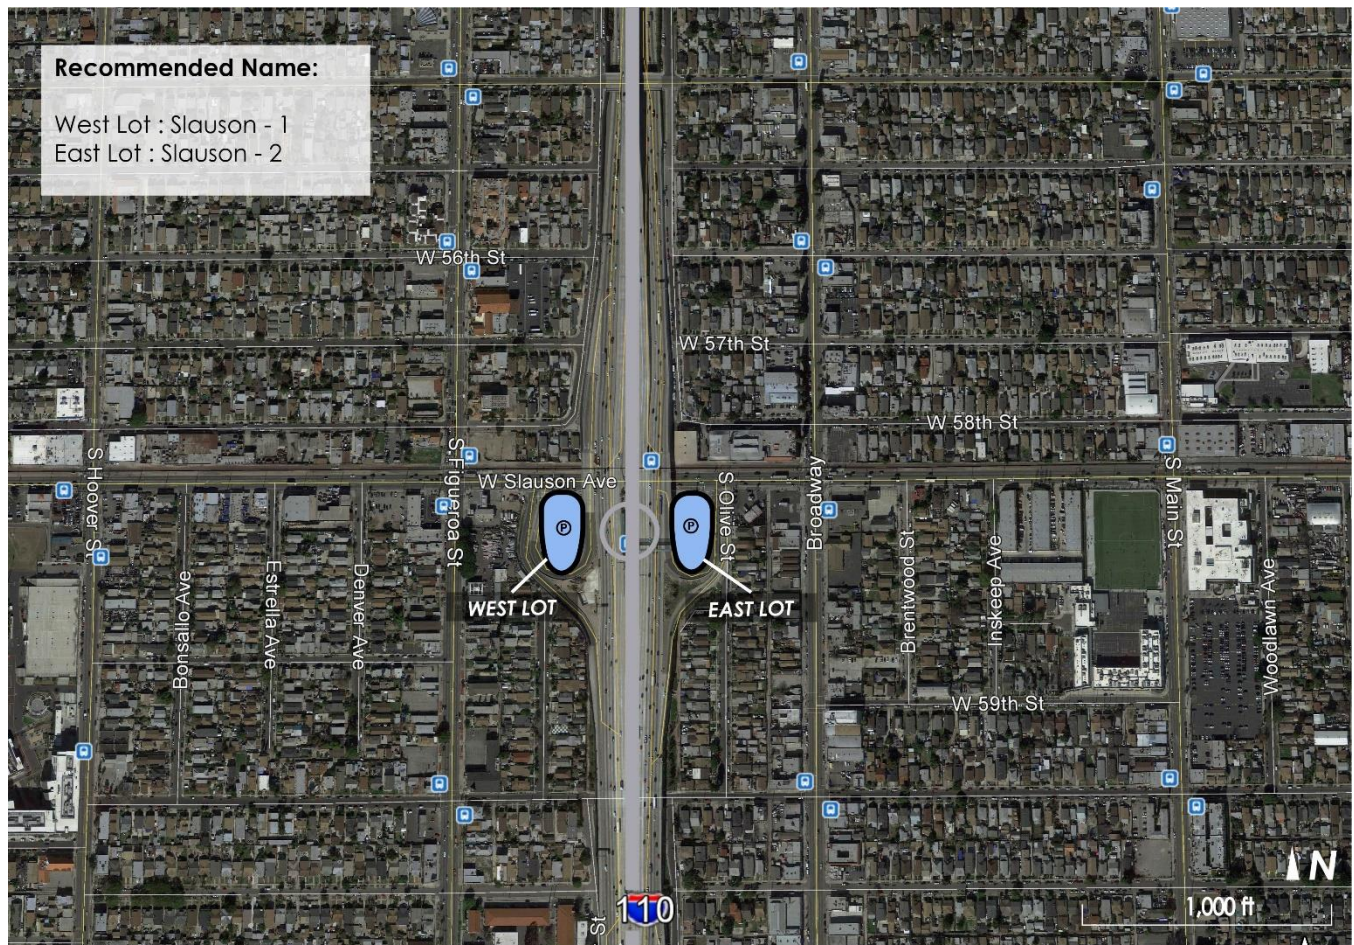 Recommended Name:
West Lot : Slauson - 1
East Lot : Slauson - 2
W 56th St
W 57th St
W 58th St
S Hoover St
S Figueroa St
W Slauson Ave
S Olive St
Broadway
S Main St
P
P
Bonsallo Ave
Estrella Ave
Denver Ave
WEST LOT
EAST LOT
Brentwood St
Inskeep Ave
Woodlawn Ave
W 59th St
N
110
St
1,000 ft